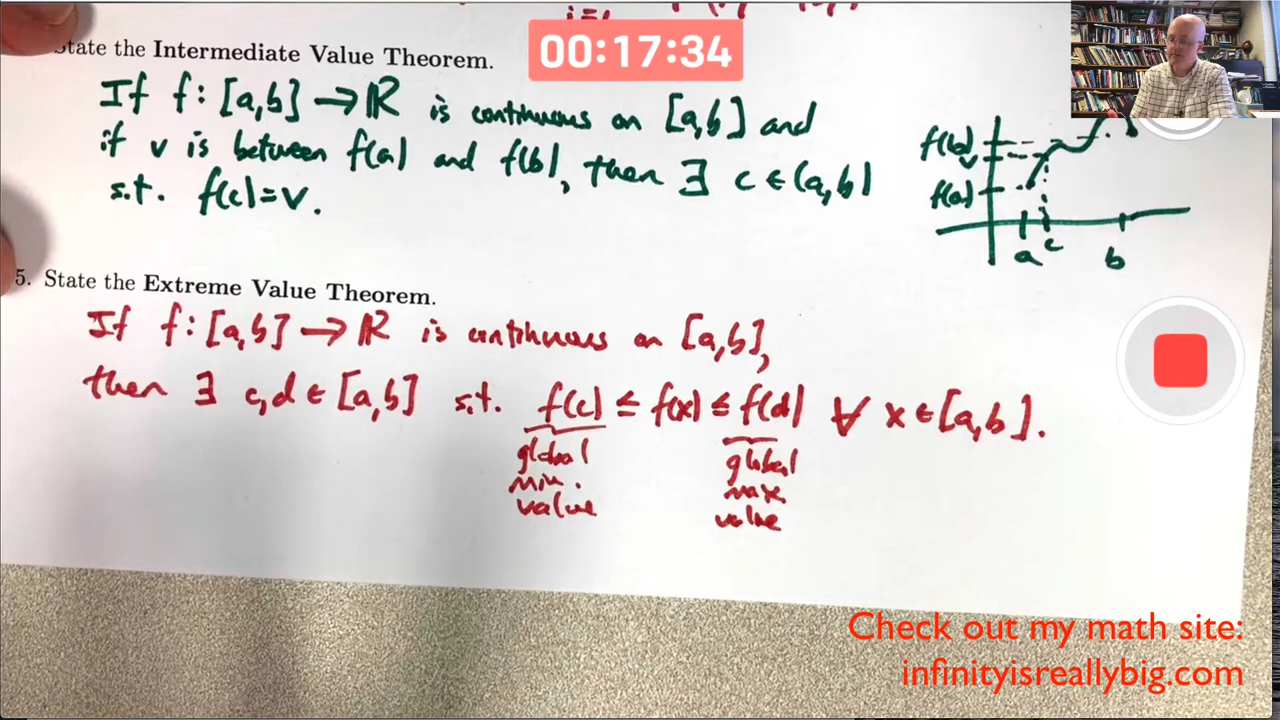 00:17:34
State the Intermediate Value Theorem.
If f: [a,b] → ℝ is continuous on [a,b] and
if v is between f(a) and f(b), then ∃ c ∈ (a,b)
s.t. f(c)=v.
f(b)
v
f(a)
a c b
5. State the Extreme Value Theorem.
If f: [a,b] → ℝ is continuous on [a,b],
then ∃ c,d ∈ [a,b] s.t. f(c) ≤ f(x) ≤ f(d) ∀ x ∈ [a,b].
global global
min. max.
value value
Check out my math site:
infinityisreallybig.com